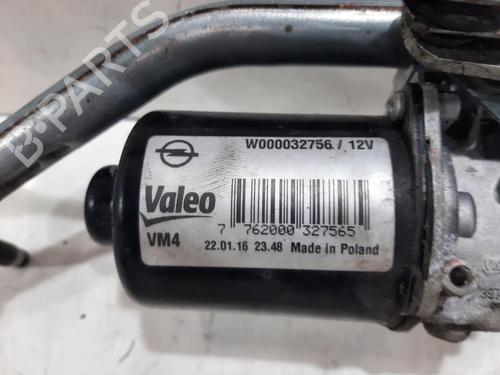 B-PARTS
W000032756 / 12V
Valeo
7 762000 327565
VM4
22.01.16 23.48 Made in Poland